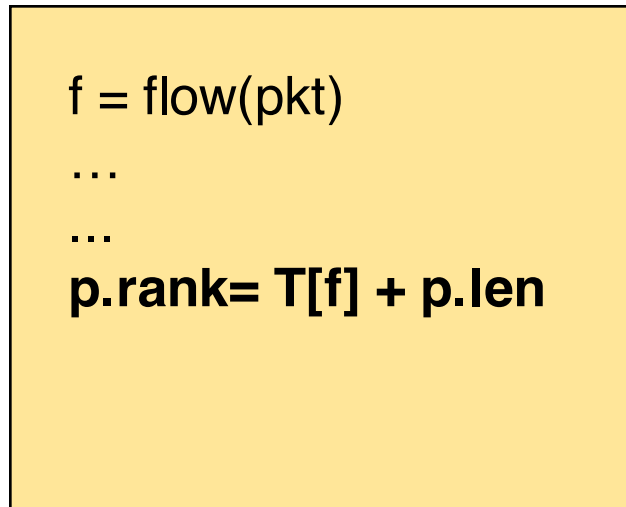 f = flow(pkt)
…
...
p.rank= T[f] + p.len